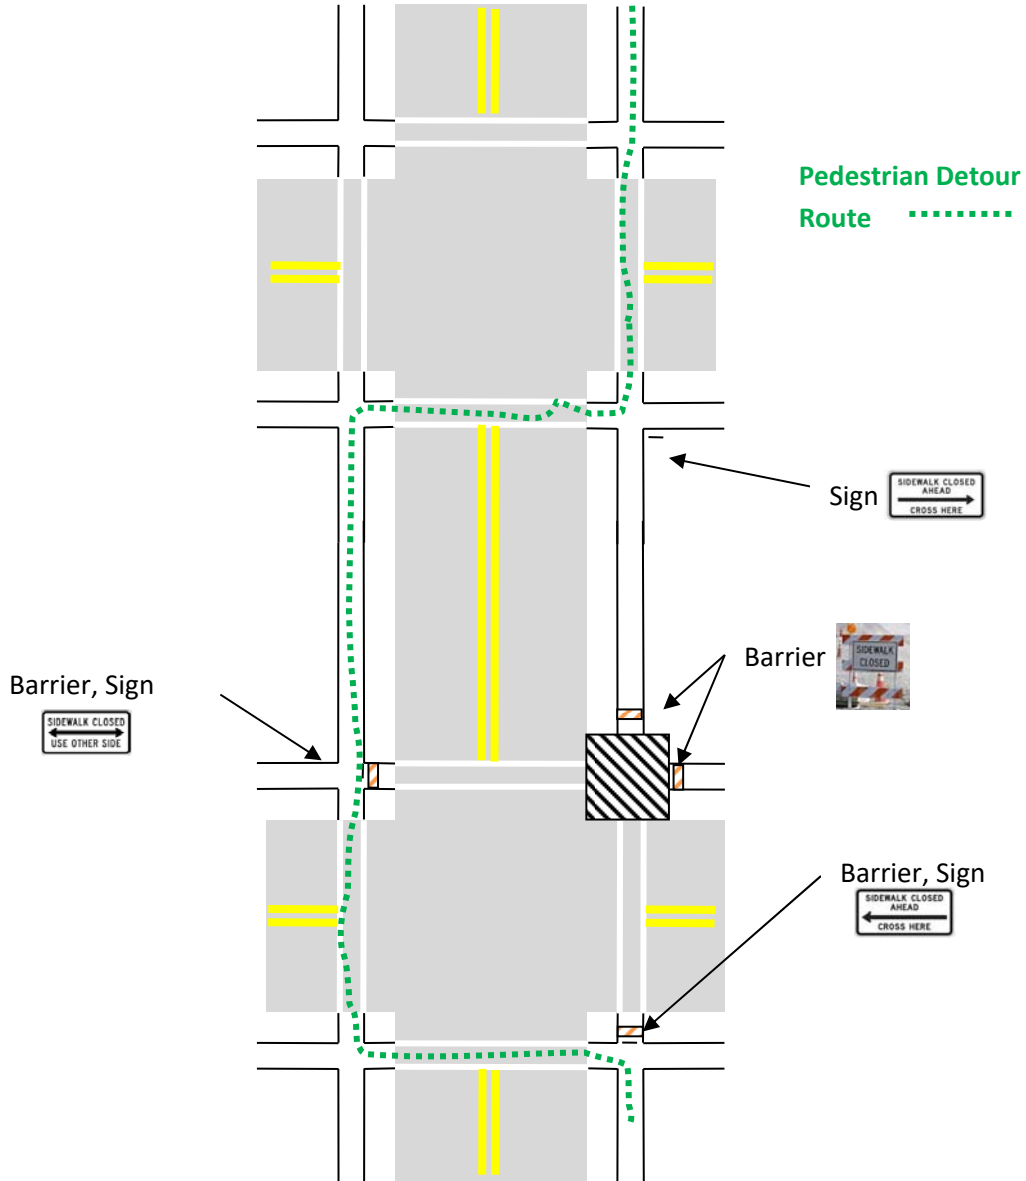 Pedestrian Detour
Route
Sign
SIDEWALK CLOSED
AHEAD
CROSS HERE
Barrier
SIDEWALK
CLOSED
Barrier, Sign
SIDEWALK CLOSED
USE OTHER SIDE
Barrier, Sign
SIDEWALK CLOSED
AHEAD
CROSS HERE